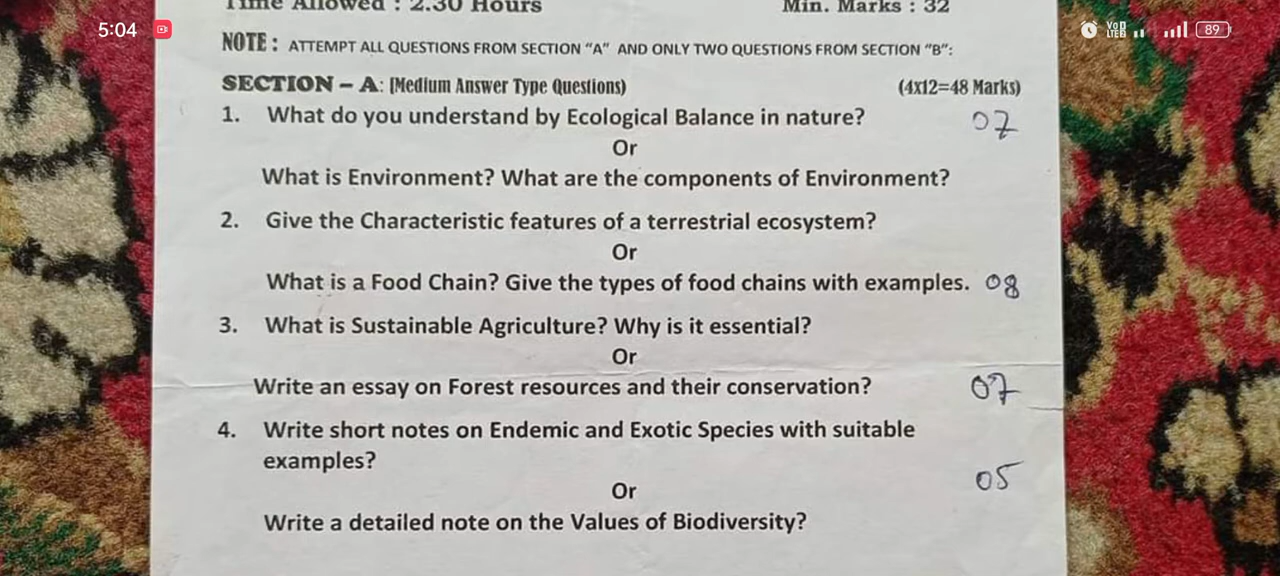 Time Allowed : 2.30 Hours Min. Marks : 32
5:04 89
NOTE : ATTEMPT ALL QUESTIONS FROM SECTION “A” AND ONLY TWO QUESTIONS FROM SECTION “B”:
SECTION – A: [Medium Answer Type Questions) (4x12=48 Marks)
1. What do you understand by Ecological Balance in nature? 07
Or
What is Environment? What are the components of Environment?
2. Give the Characteristic features of a terrestrial ecosystem?
Or
What is a Food Chain? Give the types of food chains with examples. 08
3. What is Sustainable Agriculture? Why is it essential?
Or
Write an essay on Forest resources and their conservation? 07
4. Write short notes on Endemic and Exotic Species with suitable
examples?
05
Or
Write a detailed note on the Values of Biodiversity?